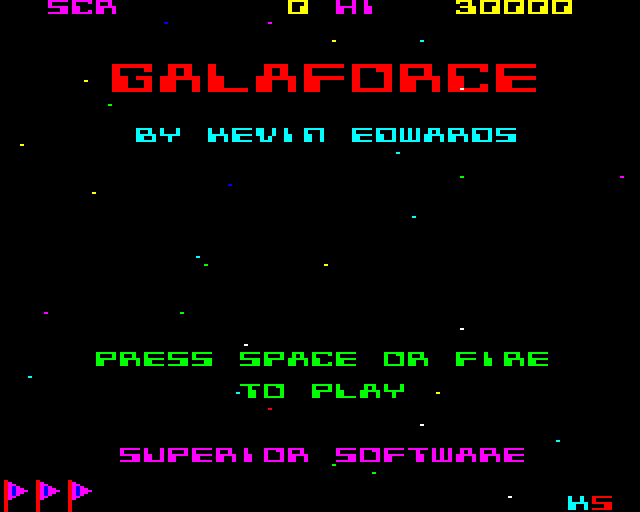 SCR 0 HI 30000
GALAFORCE
BY KEVIN EDWARDS
PRESS SPACE OR FIRE
TO PLAY
SUPERIOR SOFTWARE
KS